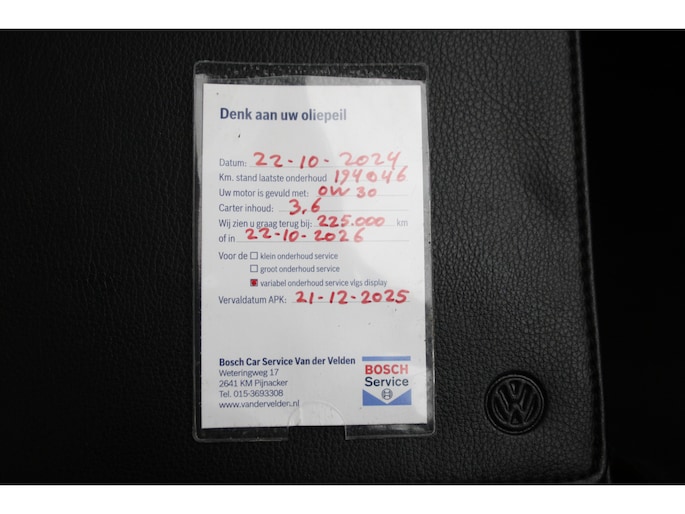 Denk aan uw oliepeil
Datum: 22-10-2024
Km. stand laatste onderhoud 194046
Uw motor is gevuld met: 0W30
Carter inhoud: 3,6
Wij zien u graag terug bij: 225.000 km
of in 22-10-2026
Voor de klein onderhoud service
groot onderhoud service
variabel onderhoud service vlgs display
Vervaldatum APK: 21-12-2025
Bosch Car Service Van der Velden
Weteringweg 17
2641 KM Pijnacker
Tel. 015-3693308
www.vandervelden.nl
BOSCH
Service